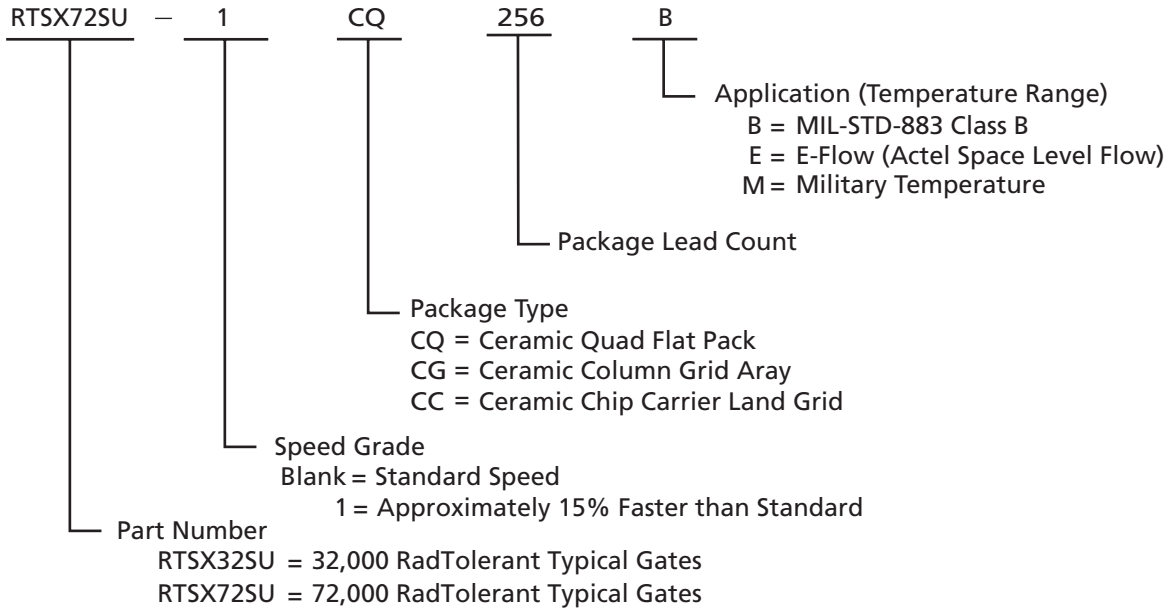 RTSX72SU – 1 CQ 256 B
Application (Temperature Range)
B = MIL-STD-883 Class B
E = E-Flow (Actel Space Level Flow)
M = Military Temperature
Package Lead Count
Package Type
CQ = Ceramic Quad Flat Pack
CG = Ceramic Column Grid Aray
CC = Ceramic Chip Carrier Land Grid
Speed Grade
Blank = Standard Speed
1 = Approximately 15% Faster than Standard
Part Number
RTSX32SU = 32,000 RadTolerant Typical Gates
RTSX72SU = 72,000 RadTolerant Typical Gates